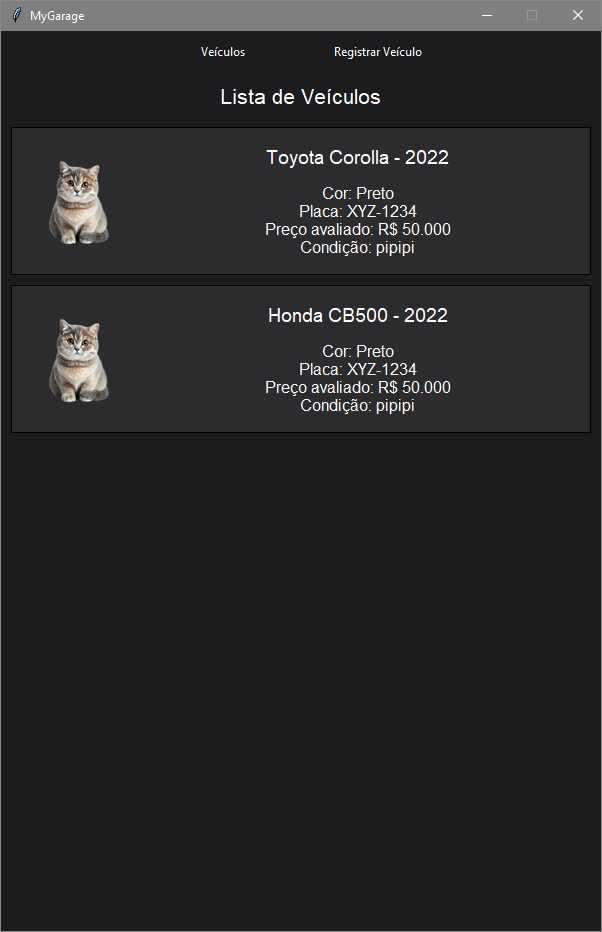 MyGarage
Veículos Registrar Veículo
Lista de Veículos
Toyota Corolla - 2022
Cor: Preto
Placa: XYZ-1234
Preço avaliado: R$ 50.000
Condição: pipipi
Honda CB500 - 2022
Cor: Preto
Placa: XYZ-1234
Preço avaliado: R$ 50.000
Condição: pipipi